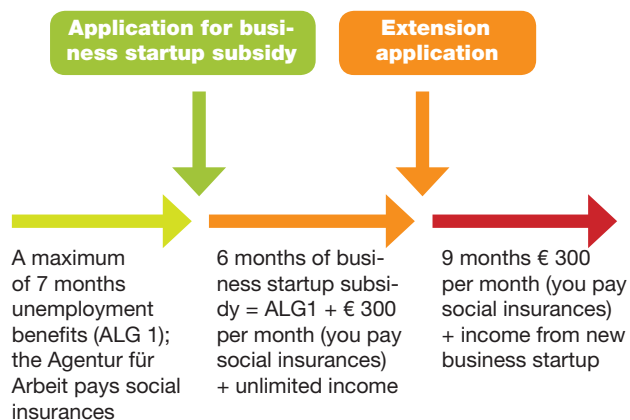 Application for busi-
ness startup subsidy
Extension
application
A maximum
of 7 months
unemployment
benefits (ALG 1);
the Agentur für
Arbeit pays social
insurances
6 months of busi-
ness startup subsi-
dy = ALG1 + € 300
per month (you pay
social insurances)
+ unlimited income
9 months € 300
per month (you pay
social insurances)
+ income from new
business startup